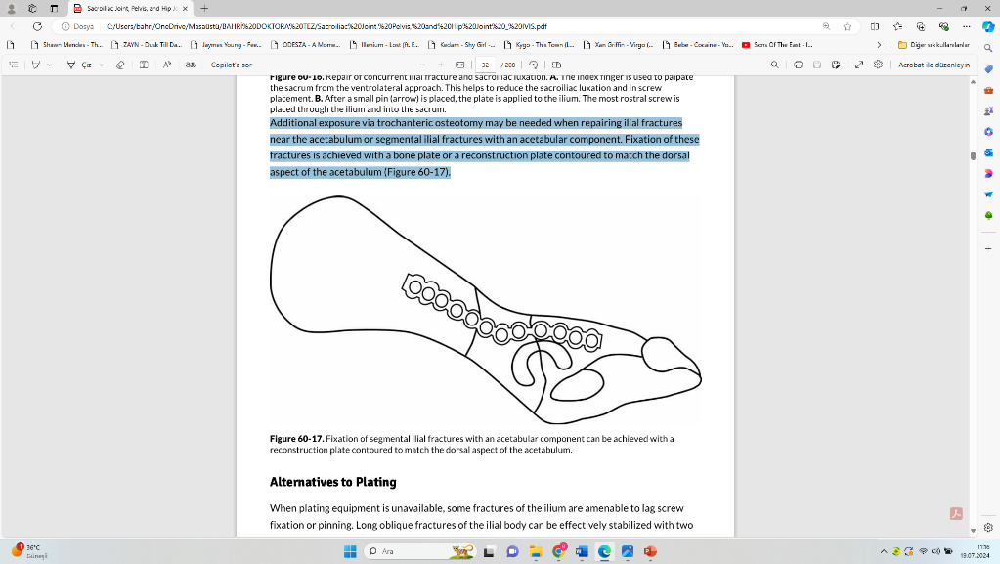 Sacroiliac Joint, Pelvis, and Hip Jo
Dosya
C:/Users/bahri/OneDrive/Masaüstü/BAHRİ%20DOKTORA%20TEZ/Sacroiliac%20Joint,%20Pelvis,%20and%20Hip%20Joint%20_%20IVIS.pdf
Shawn Mendes - Th...
ZAYN - Dusk Till Da...
Jaymes Young - Fee...
ODESZA - A Mome...
Illenium - Lost (ft. E...
Kedam - Shy Girl -...
Kygo - This Town (L...
Xan Griffin - Virgo (...
Bebe - Cocaine - Yo...
Sons Of The East - I...
Diğer sık kullanılanlar
Çiz
Copilot'a sor
32 / 208
Acrobat ile düzenleyin
Figure 60-16. Repair of concurrent ilial fracture and sacroiliac luxation. A. The index finger is used to palpate
the sacrum from the ventrolateral approach. This helps to reduce the sacroiliac luxation and in screw
placement. B. After a small pin (arrow) is placed, the plate is applied to the ilium. The most rostral screw is
placed through the ilium and into the sacrum.
Additional exposure via trochanteric osteotomy may be needed when repairing ilial fractures
near the acetabulum or segmental ilial fractures with an acetabular component. Fixation of these
fractures is achieved with a bone plate or a reconstruction plate contoured to match the dorsal
aspect of the acetabulum (Figure 60-17).
Figure 60-17. Fixation of segmental ilial fractures with an acetabular component can be achieved with a
reconstruction plate contoured to match the dorsal aspect of the acetabulum.
Alternatives to Plating
When plating equipment is unavailable, some fractures of the ilium are amenable to lag screw
fixation or pinning. Long oblique fractures of the ilial body can be effectively stabilized with two
36°C
Güneşli
Ara
11:36
19.07.2024